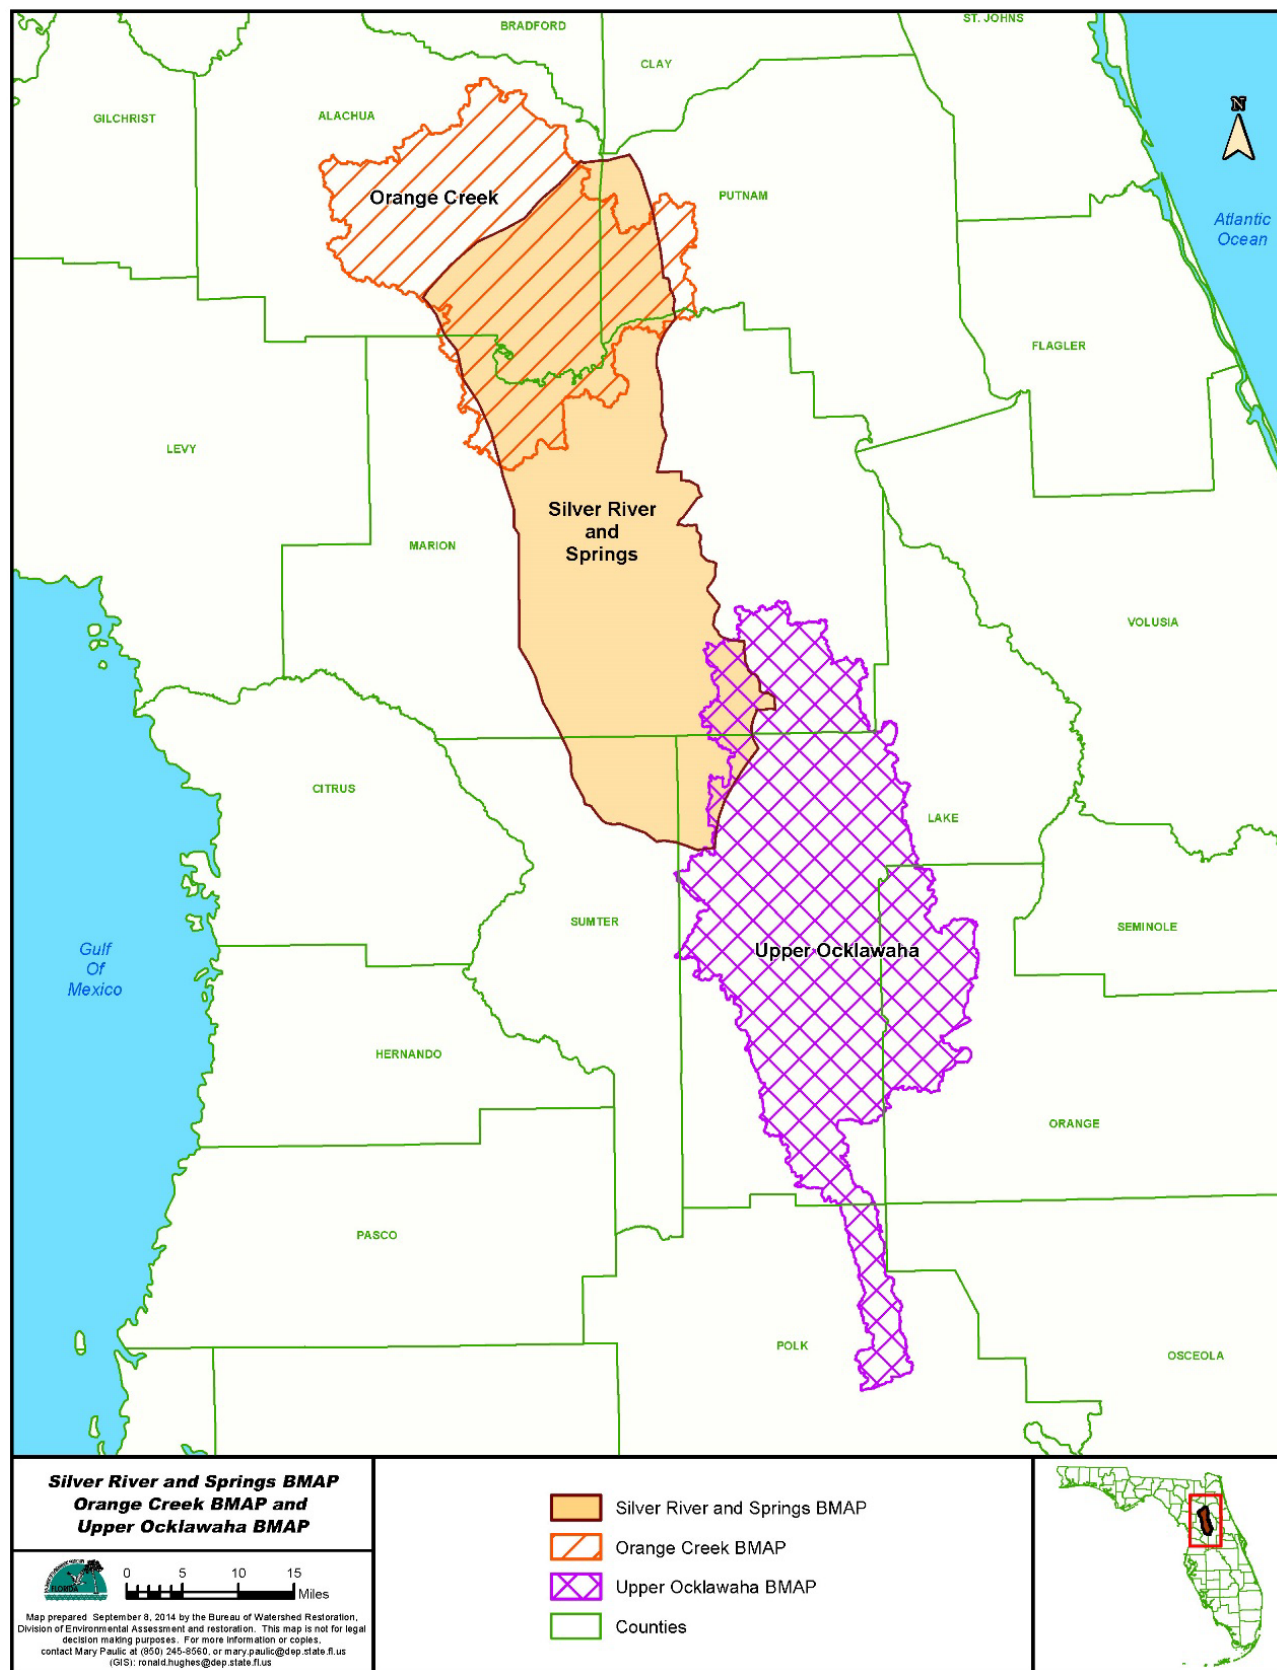 BRADFORD
ST. JOHNS
CLAY
GILCHRIST
ALACHUA
N
Orange Creek
PUTNAM
Atlantic
Ocean
FLAGLER
LEVY
Silver River
and
Springs
MARION
VOLUSIA
CITRUS
LAKE
SUMTER
SEMINOLE
Upper Ocklawaha
Gulf
Of
Mexico
HERNANDO
ORANGE
PASCO
POLK
OSCEOLA
Silver River and Springs BMAP
Orange Creek BMAP and
Upper Ocklawaha BMAP
FLORIDA
0 5 10 15
Miles
Map prepared September 8, 2014 by the Bureau of Watershed Restoration,
Division of Environmental Assessment and restoration. This map is not for legal
decision making purposes. For more information or copies,
contact Mary Paulic at (850) 245-8560, or mary.paulic@dep.state.fl.us
(GIS): ronald.hughes@dep.state.fl.us
Silver River and Springs BMAP
Orange Creek BMAP
Upper Ocklawaha BMAP
Counties